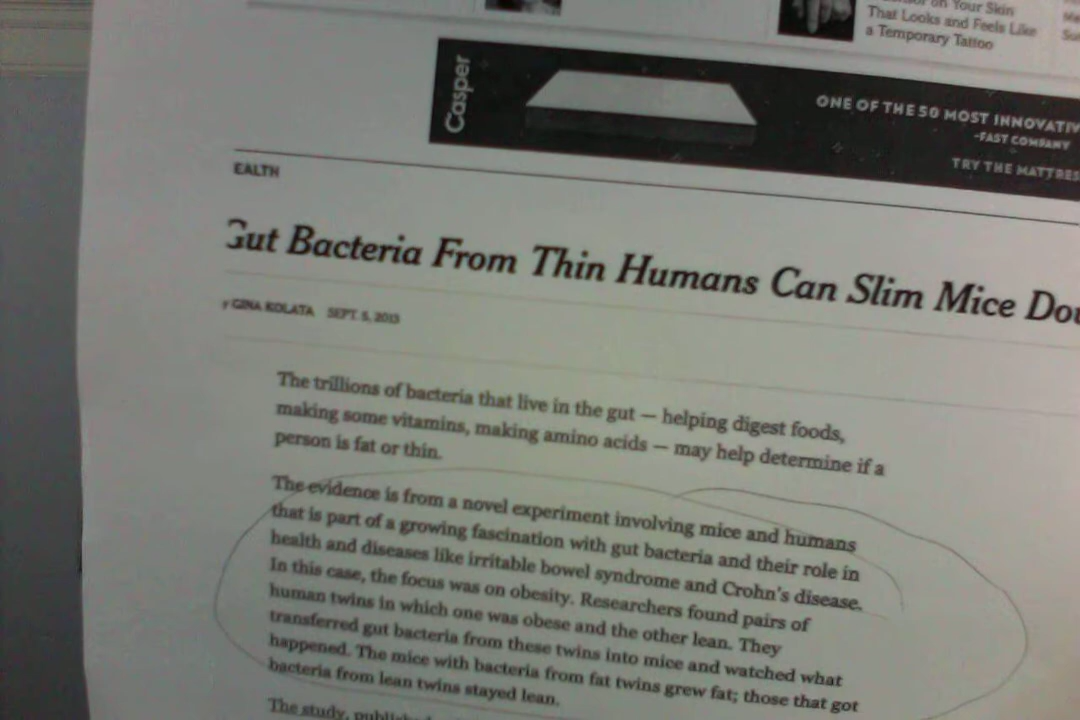 on Your Skin
That Looks and Feels Like
a Temporary Tattoo
Casper
ONE OF THE 50 MOST INNOVATIV
-FAST COMPANY
TRY THE MATTRES
EALTH
Gut Bacteria From Thin Humans Can Slim Mice Dow
y GINA KOLATA SEPT. 5, 2013
The trillions of bacteria that live in the gut — helping digest foods,
making some vitamins, making amino acids — may help determine if a
person is fat or thin.
The evidence is from a novel experiment involving mice and humans
that is part of a growing fascination with gut bacteria and their role in
health and diseases like irritable bowel syndrome and Crohn's disease.
In this case, the focus was on obesity. Researchers found pairs of
human twins in which one was obese and the other lean. They
transferred gut bacteria from these twins into mice and watched what
happened. The mice with bacteria from fat twins grew fat; those that got
bacteria from lean twins stayed lean.
The study, published